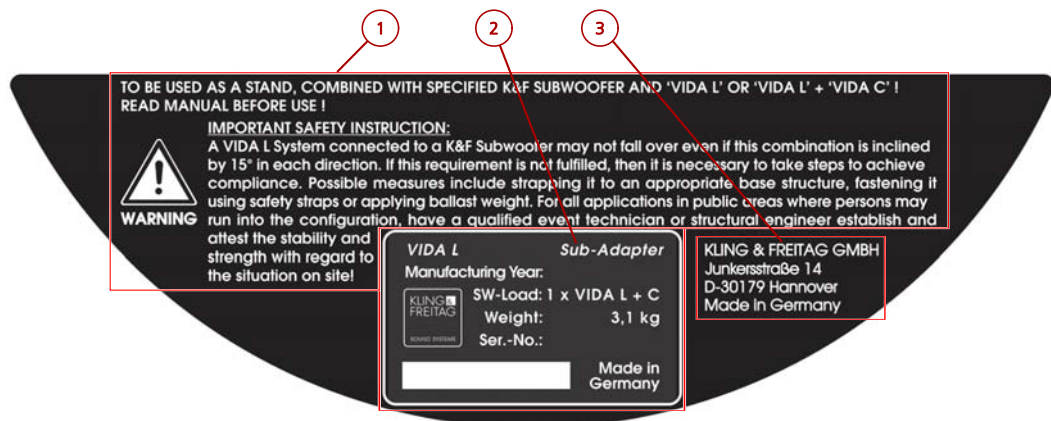 1
2
3
TO BE USED AS A STAND, COMBINED WITH SPECIFIED K&F SUBWOOFER AND 'VIDA L' OR 'VIDA L' + 'VIDA C' !
READ MANUAL BEFORE USE !
IMPORTANT SAFETY INSTRUCTION:
A VIDA L System connected to a K&F Subwoofer may not fall over even if this combination is inclined
by 15° in each direction. If this requirement is not fulfilled, then it is necessary to take steps to achieve
compliance. Possible measures include strapping it to an appropriate base structure, fastening it
using safety straps or applying ballast weight. For all applications in public areas where persons may
run into the configuration, have a qualified event technician or structural engineer establish and
attest the stability and
strength with regard to
the situation on site!
!
WARNING
VIDA L Sub-Adapter
Manufacturing Year:
SW-Load: 1 x VIDA L + C
Weight: 3,1 kg
Ser.-No.:
KLING &
FREITAG
SOUND SYSTEMS
Made in
Germany
KLING & FREITAG GMBH
Junkersstraße 14
D-30179 Hannover
Made in Germany